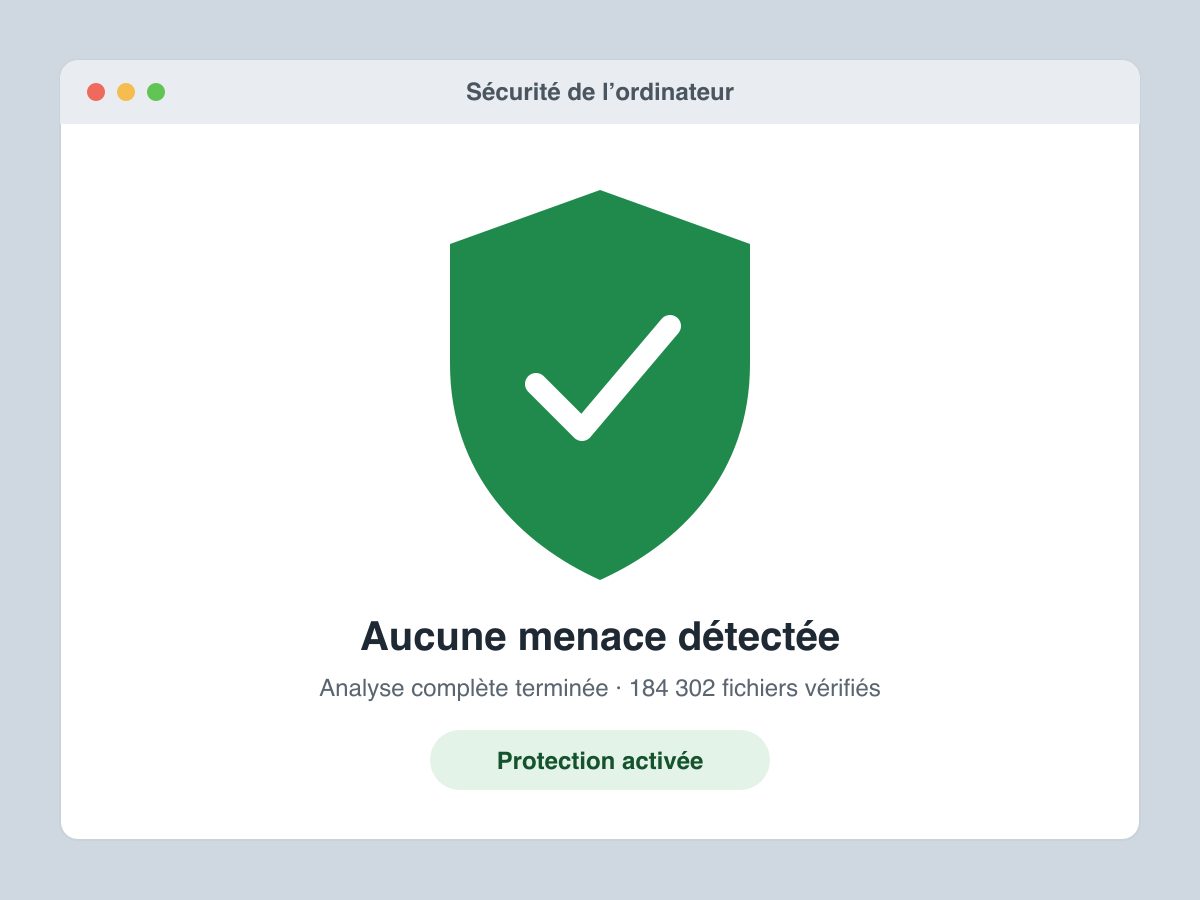 Sécurité de l’ordinateur
Aucune menace détectée
Analyse complète terminée · 184 302 fichiers vérifiés
Protection activée